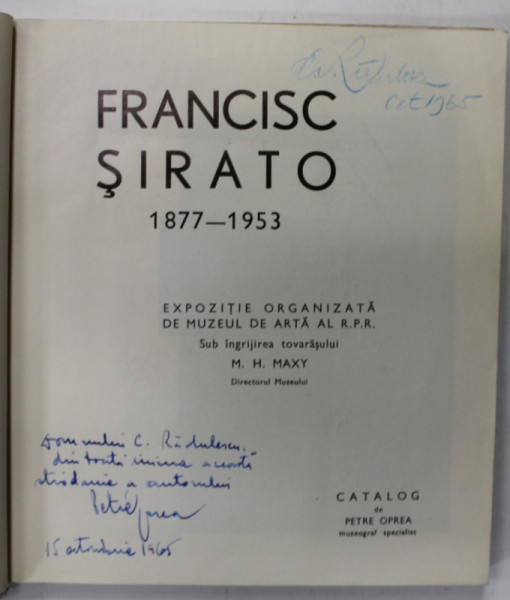 Rădulescu
Oct 1965
FRANCISC
ŞIRATO
1877—1953
EXPOZIŢIE ORGANIZATĂ
DE MUZEUL DE ARTĂ AL R.P.R.
Sub îngrijirea tovarăşului
M. H. MAXY
Directorul Muzeului
Domnului C. Rădulescu,
din toată inima această
strădanie a autorului
Petre Oprea
15 octombrie 1965
CATALOG
de
PETRE OPREA
muzeograf specialist